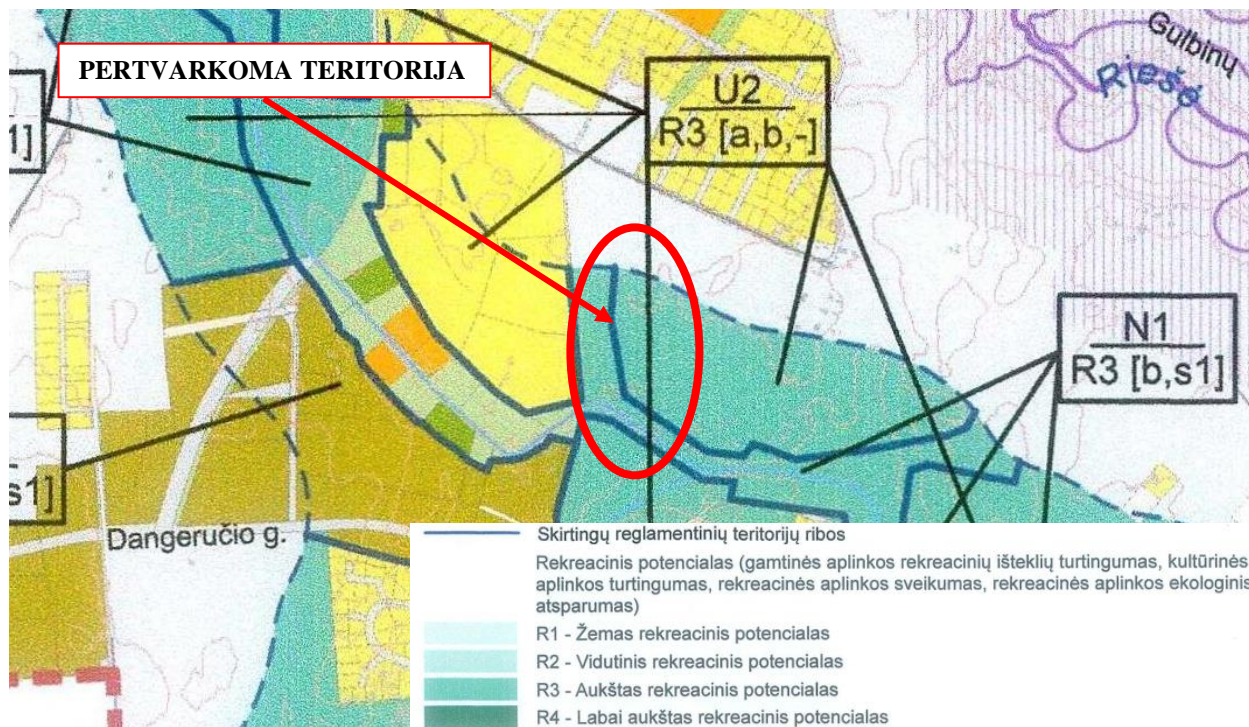 PERTVARKOMA TERITORIJA
Gulbinų
Riešė
U2
R3 [a,b,-]
1]
N1
R3 [b,s1]
s1]
Dangeručio g.
Skirtingų reglamentinių teritorijų ribos
Rekreacinis potencialas (gamtinės aplinkos rekreacinių išteklių turtingumas, kultūrinės
aplinkos turtingumas, rekreacinės aplinkos sveikumas, rekreacinės aplinkos ekologinis
atsparumas)
R1 - Žemas rekreacinis potencialas
R2 - Vidutinis rekreacinis potencialas
R3 - Aukštas rekreacinis potencialas
R4 - Labai aukštas rekreacinis potencialas